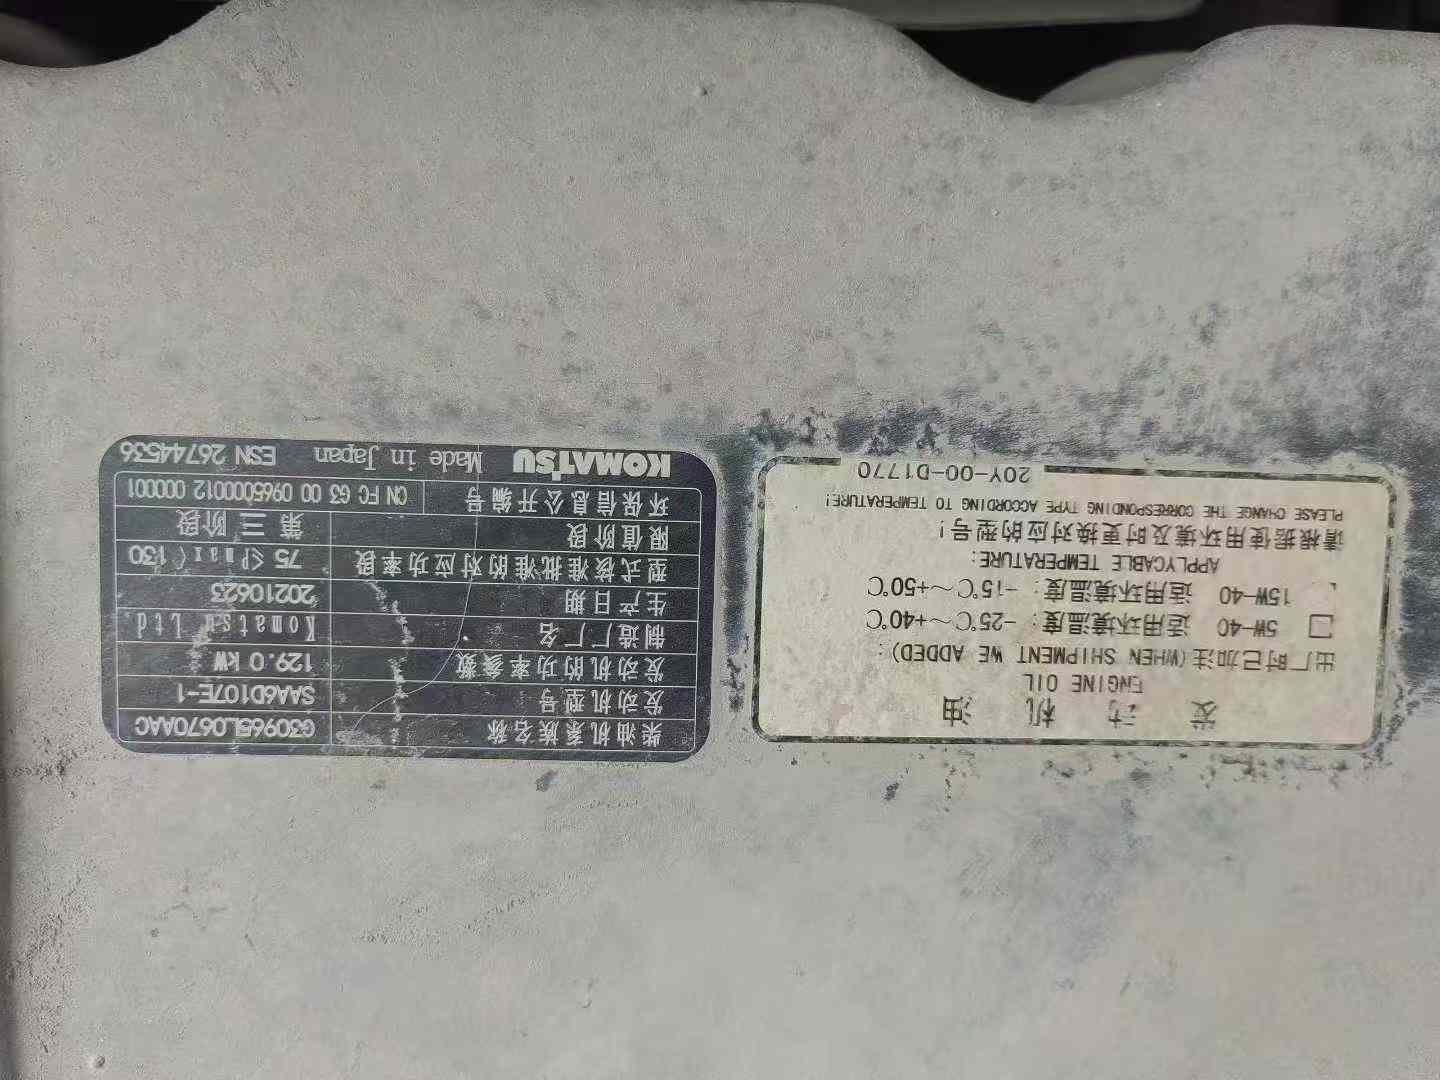 发动机油
ENGINE OIL
出厂时已加注(WHEN SHIPMENT WE ADDED):
5W-40 适用环境温度: -25℃~+40℃
15W-40 适用环境温度: -15℃~+50℃
APPLYCABLE TEMPERATURE:
请根据使用环境及时更换对应的型号!
PLEASE CHANGE THE CORRESPONDING TYPE ACCORDING TO TEMPERATURE!
20Y-00-D1770
柴油机系族名称 G30965L0670AAC
发动机型号 SAA6D107E-1
发动机的功率参数 129.0 kW
制造厂厂名 Komatsu Ltd.
生产日期 20210623
型式核准批准的对应功率段 75≤Pmax<130
限值阶段 第三阶段
环保信息公开编号 CN FC G3 00 0965000012 000001
KOMATSU Made in Japan ESN 26744536